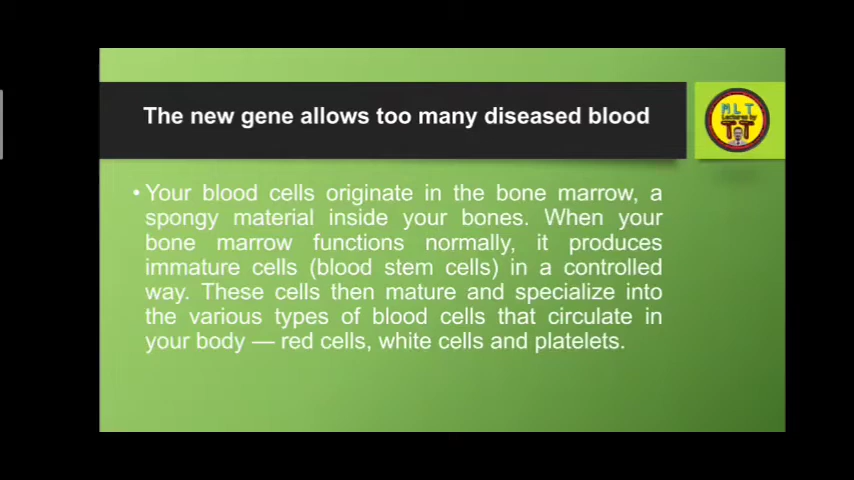 The new gene allows too many diseased blood
MLT
Lectures by
TT
• Your blood cells originate in the bone marrow, a
spongy material inside your bones. When your
bone marrow functions normally, it produces
immature cells (blood stem cells) in a controlled
way. These cells then mature and specialize into
the various types of blood cells that circulate in
your body — red cells, white cells and platelets.